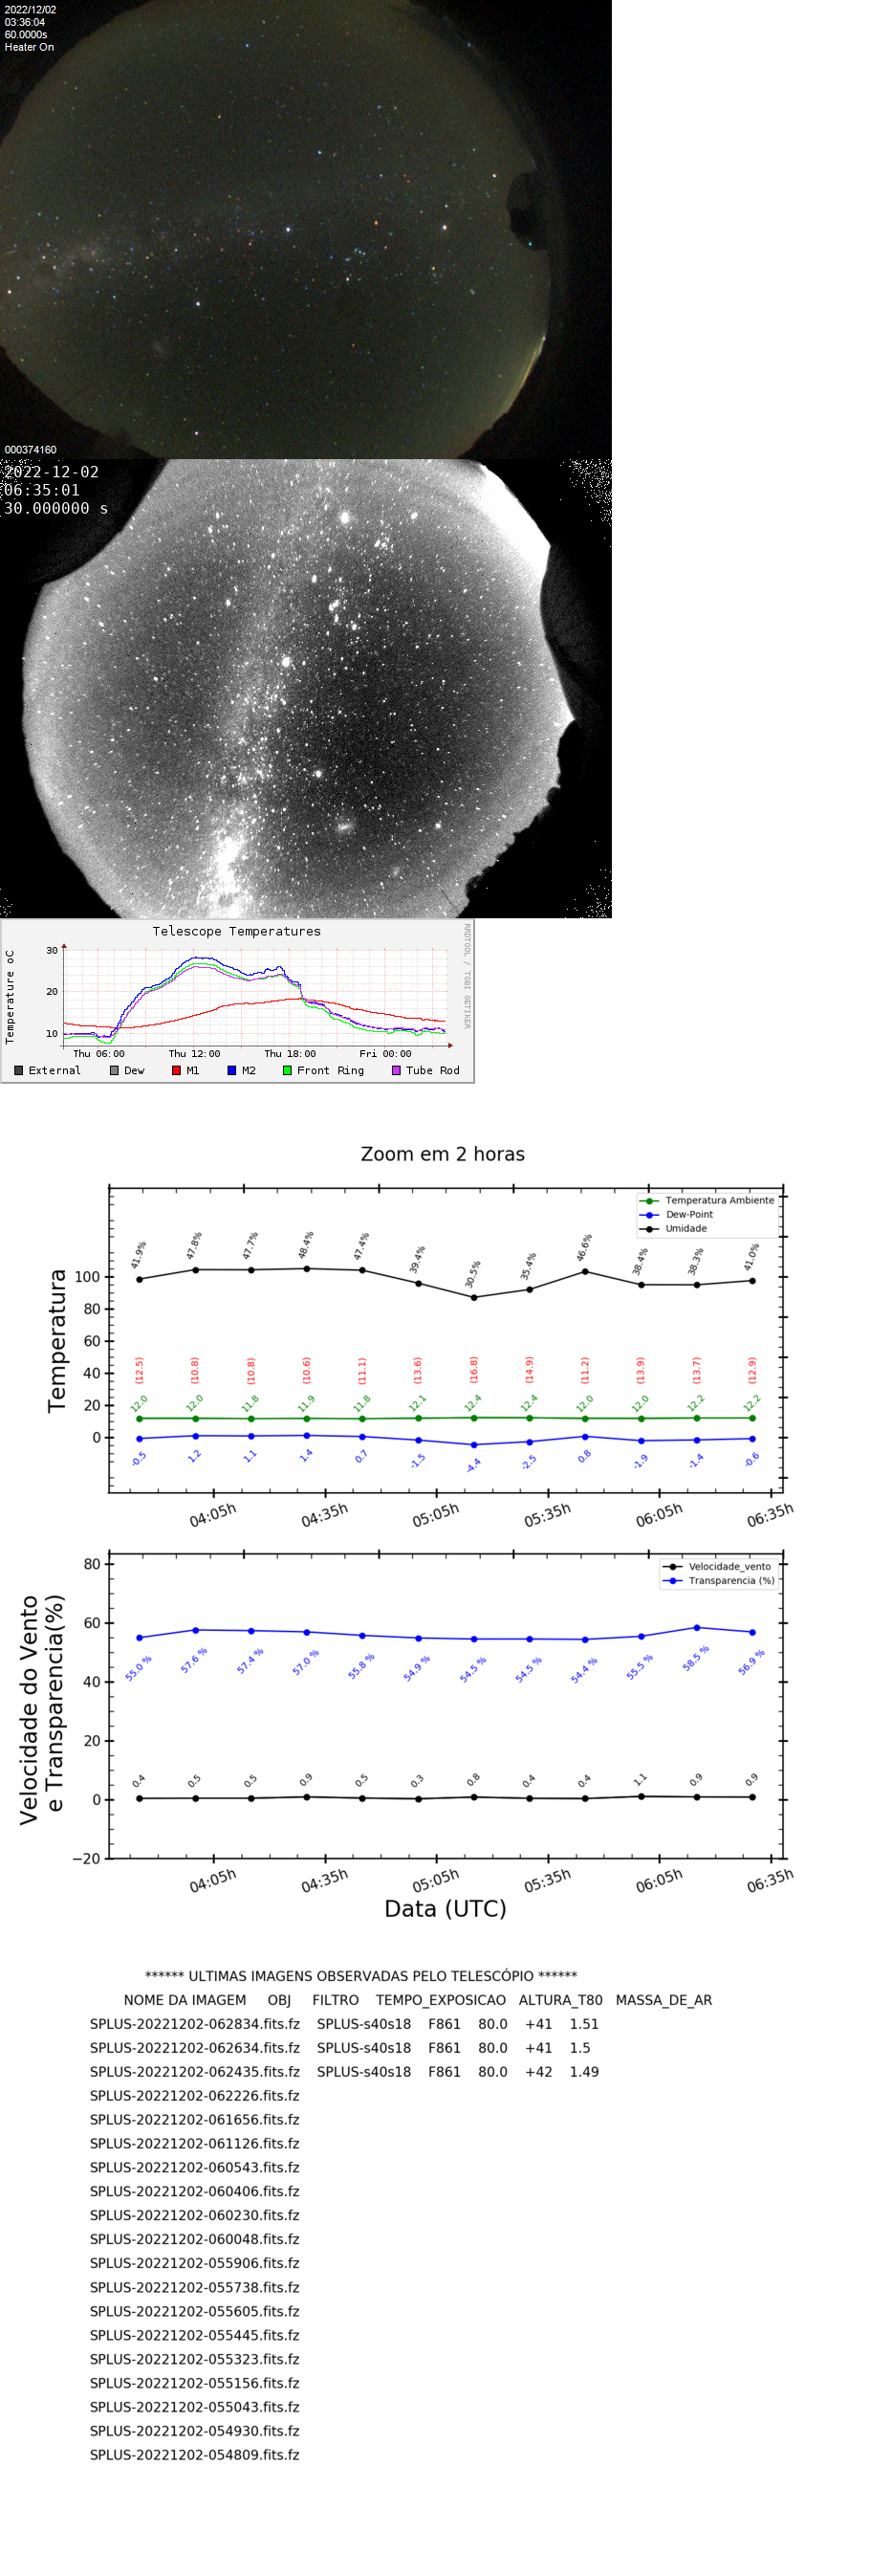 2022/12/02
03:36:04
60.0000s
Heater On
000374160
2022-12-02
06:35:01
30.000000 s
Telescope Temperatures
RRDTOOL / TOBI OETIKER
Temperature oC
30
20
10
Thu 06:00 Thu 12:00 Thu 18:00 Fri 00:00
External Dew M1 M2 Front Ring Tube Rod
Zoom em 2 horas
Temperatura Ambiente
Dew-Point
Umidade
Temperatura
100
80
60
40
20
0
41.9% 47.8% 47.7% 48.4% 47.4% 39.4% 30.5% 35.4% 46.6% 38.4% 38.3% 41.0%
(12.5) (10.8) (10.8) (10.6) (11.1) (13.6) (16.8) (14.9) (11.2) (13.9) (13.7) (12.9)
12.0 12.0 11.8 11.9 11.8 12.1 12.4 12.4 12.0 12.0 12.2 12.2
-0.5 1.2 1.1 1.4 0.7 -1.5 -4.4 -2.5 0.8 -1.9 -1.4 -0.6
04:05h 04:35h 05:05h 05:35h 06:05h 06:35h
Velocidade_vento
Transparencia (%)
Velocidade do Vento
e Transparencia(%)
80
60
40
20
0
−20
55.0 % 57.6 % 57.4 % 57.0 % 55.8 % 54.9 % 54.5 % 54.5 % 54.4 % 55.5 % 58.5 % 56.9 %
0.4 0.5 0.5 0.9 0.5 0.3 0.8 0.4 0.4 1.1 0.9 0.9
04:05h 04:35h 05:05h 05:35h 06:05h 06:35h
Data (UTC)
****** ULTIMAS IMAGENS OBSERVADAS PELO TELESCÓPIO ******
NOME DA IMAGEM OBJ FILTRO TEMPO_EXPOSICAO ALTURA_T80 MASSA_DE_AR
SPLUS-20221202-062834.fits.fz SPLUS-s40s18 F861 80.0 +41 1.51
SPLUS-20221202-062634.fits.fz SPLUS-s40s18 F861 80.0 +41 1.5
SPLUS-20221202-062435.fits.fz SPLUS-s40s18 F861 80.0 +42 1.49
SPLUS-20221202-062226.fits.fz
SPLUS-20221202-061656.fits.fz
SPLUS-20221202-061126.fits.fz
SPLUS-20221202-060543.fits.fz
SPLUS-20221202-060406.fits.fz
SPLUS-20221202-060230.fits.fz
SPLUS-20221202-060048.fits.fz
SPLUS-20221202-055906.fits.fz
SPLUS-20221202-055738.fits.fz
SPLUS-20221202-055605.fits.fz
SPLUS-20221202-055445.fits.fz
SPLUS-20221202-055323.fits.fz
SPLUS-20221202-055156.fits.fz
SPLUS-20221202-055043.fits.fz
SPLUS-20221202-054930.fits.fz
SPLUS-20221202-054809.fits.fz